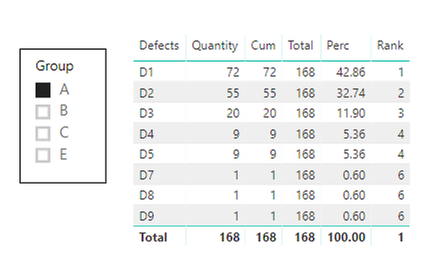 Group
A
B
C
E
Defects Quantity Cum Total Perc Rank
D1 72 72 168 42.86 1
D2 55 55 168 32.74 2
D3 20 20 168 11.90 3
D4 9 9 168 5.36 4
D5 9 9 168 5.36 4
D7 1 1 168 0.60 6
D8 1 1 168 0.60 6
D9 1 1 168 0.60 6
Total 168 168 168 100.00 1